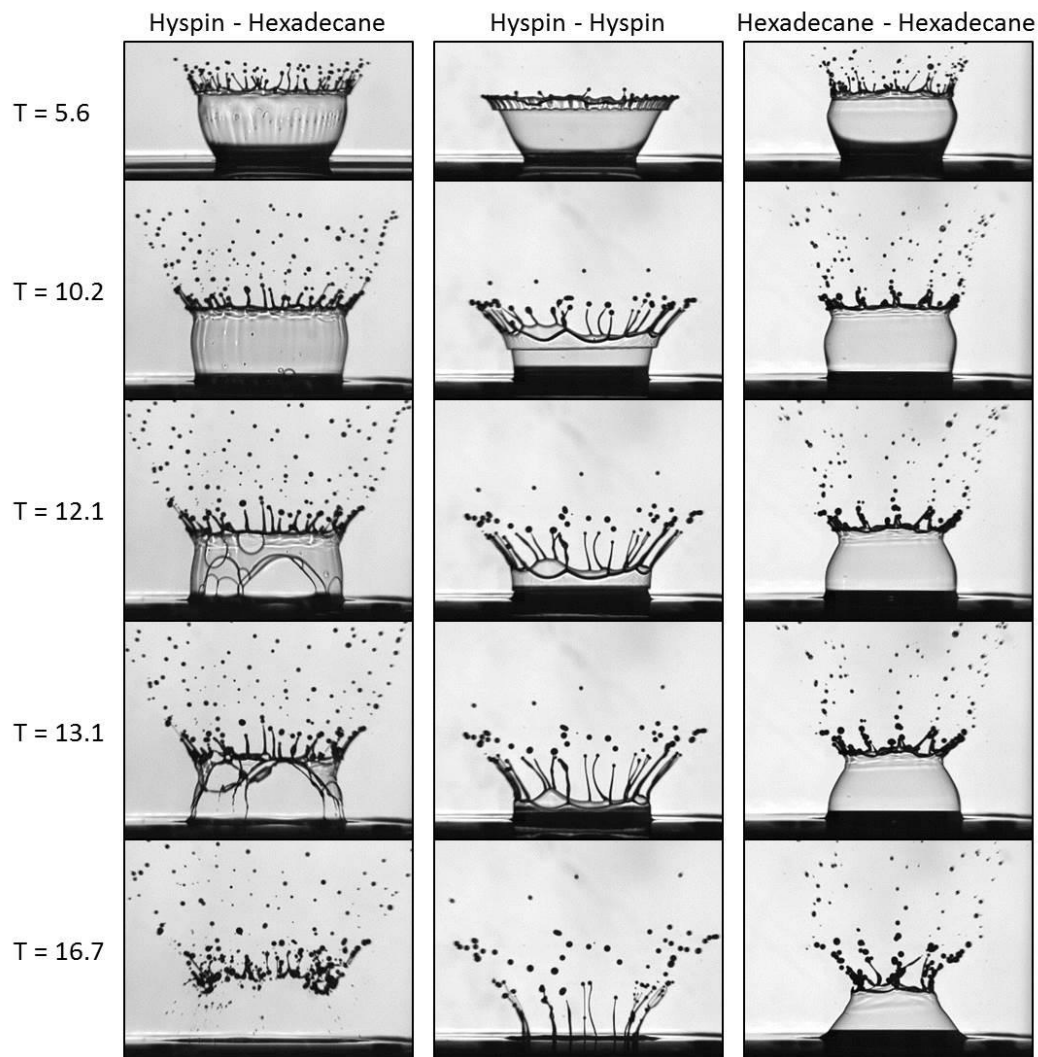 Hyspin - Hexadecane
Hyspin - Hyspin
Hexadecane - Hexadecane
T = 5.6
T = 10.2
T = 12.1
T = 13.1
T = 16.7